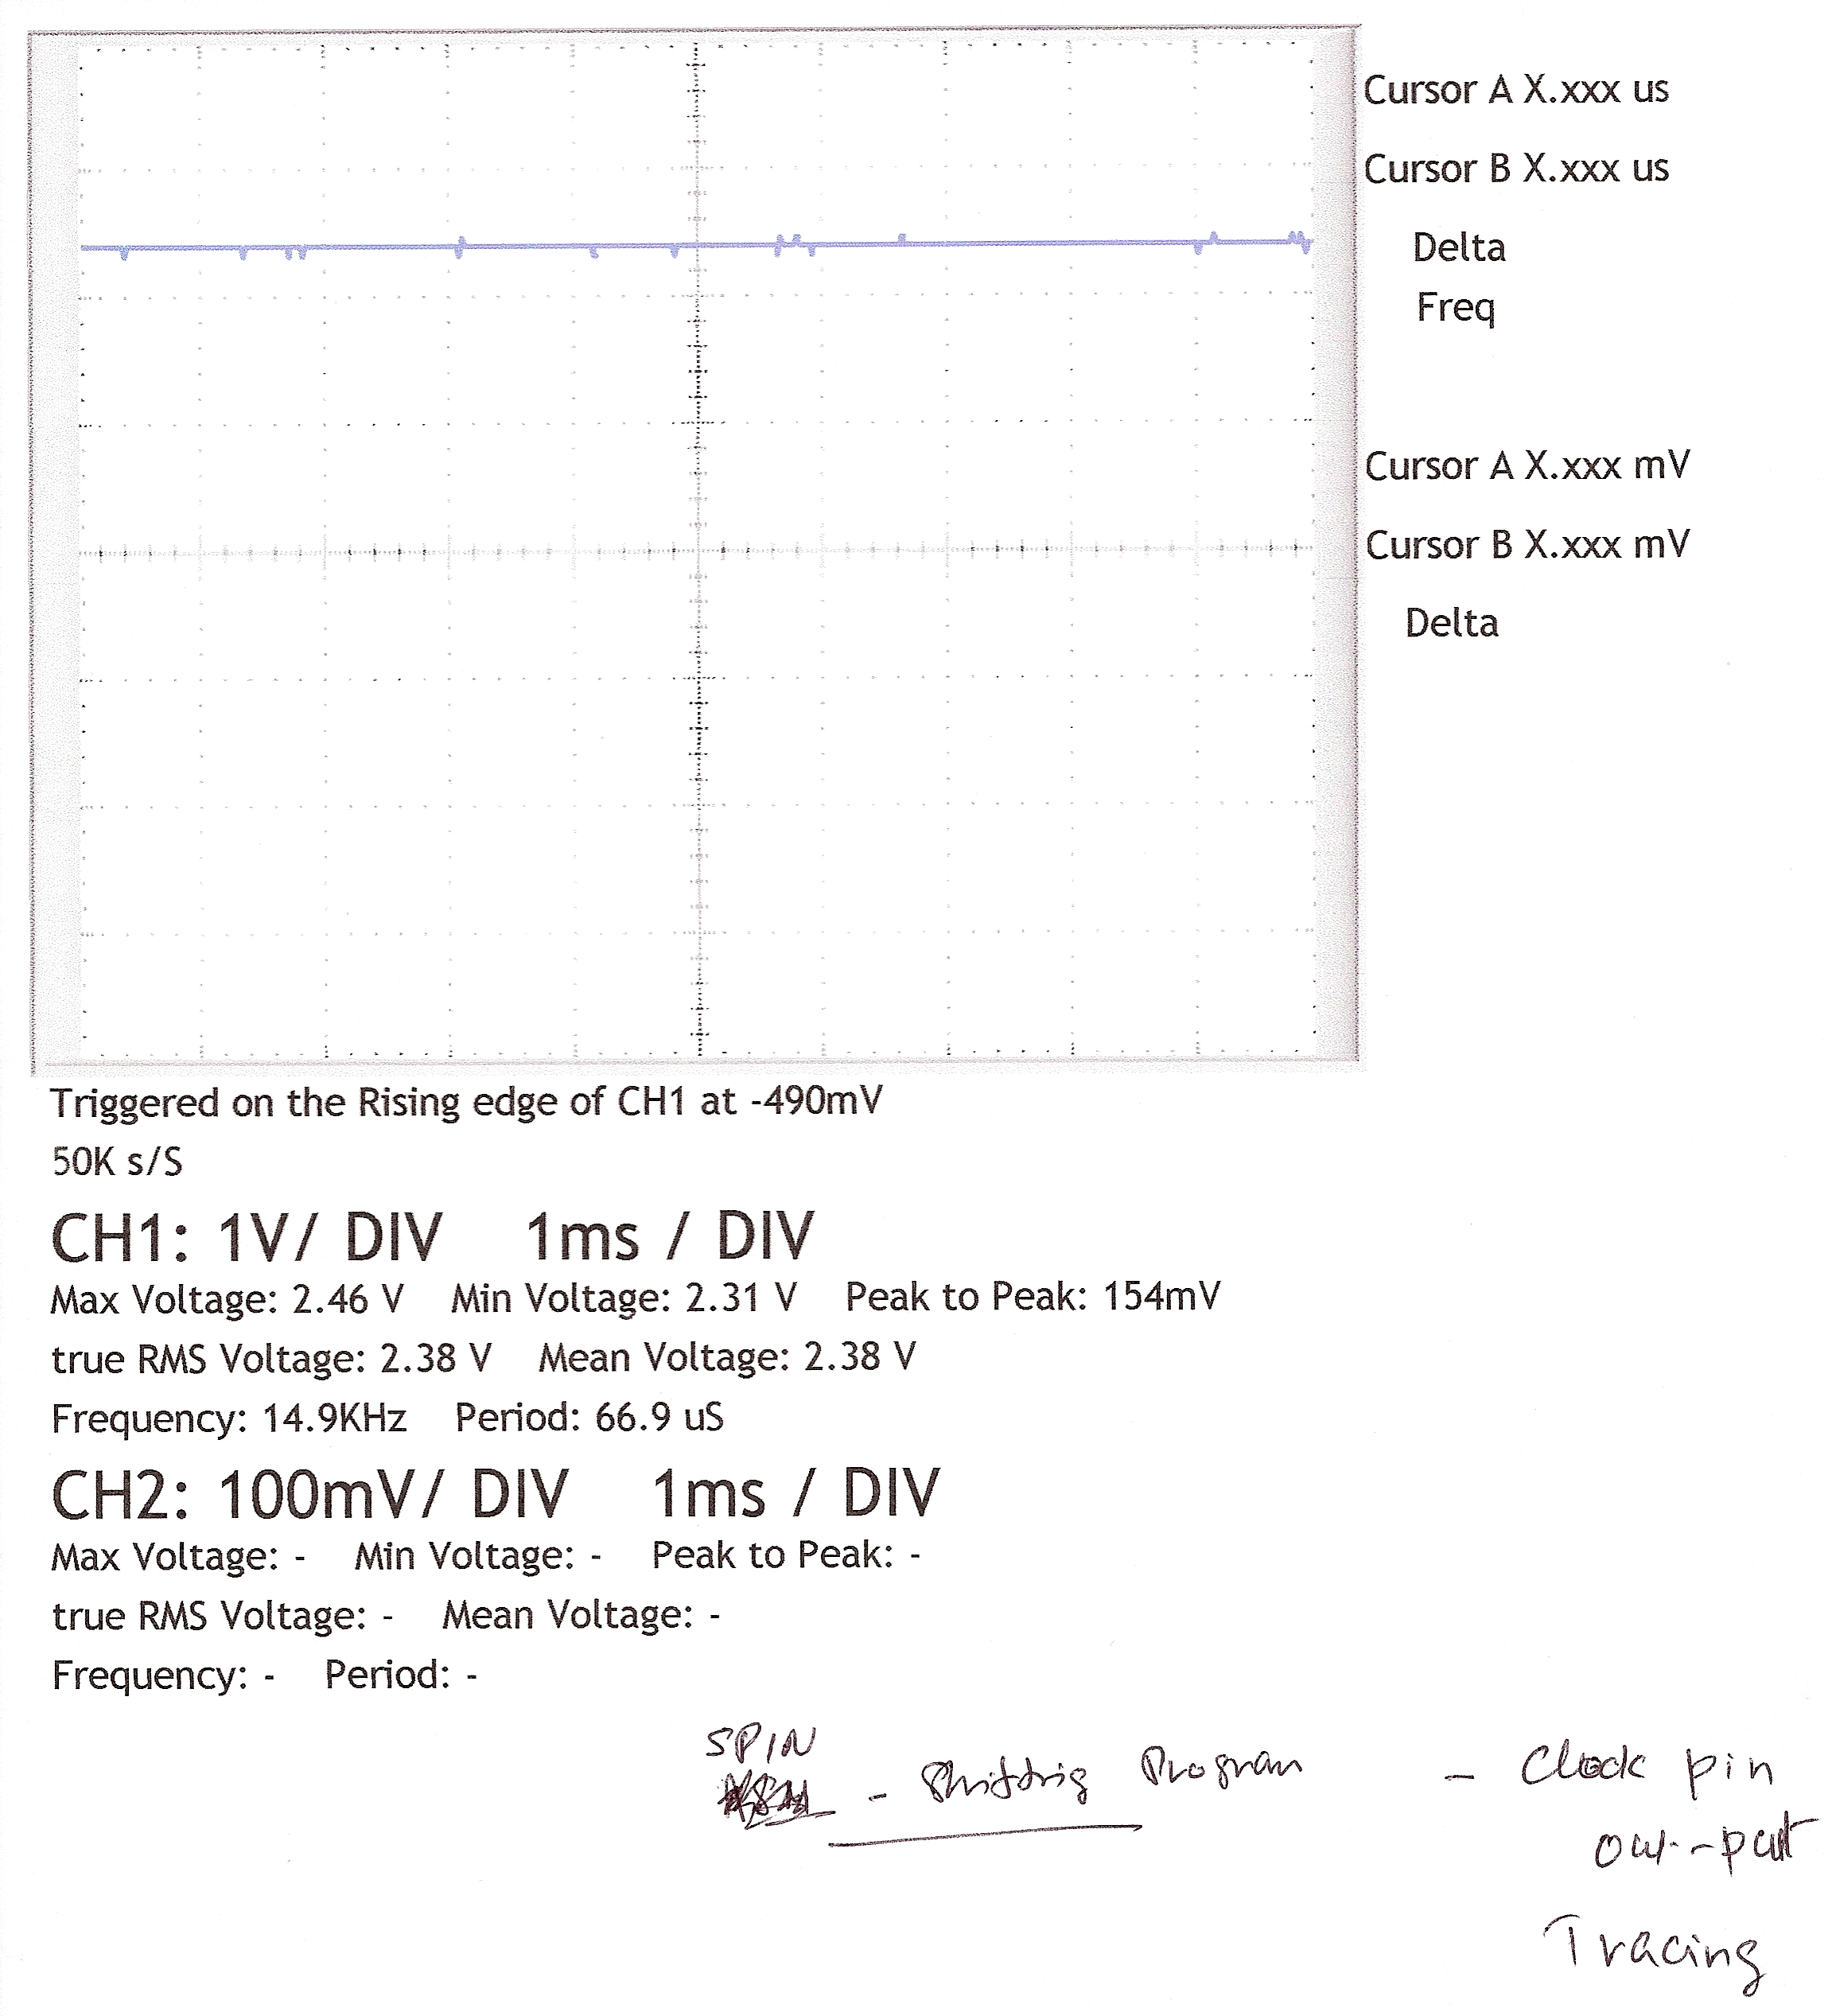 Cursor A X.xxx us
Cursor B X.xxx us
Delta
Freq
Cursor A X.xxx mV
Cursor B X.xxx mV
Delta
Triggered on the Rising edge of CH1 at -490mV
50K s/S
CH1: 1V/ DIV 1ms / DIV
Max Voltage: 2.46 V Min Voltage: 2.31 V Peak to Peak: 154mV
true RMS Voltage: 2.38 V Mean Voltage: 2.38 V
Frequency: 14.9KHz Period: 66.9 uS
CH2: 100mV/ DIV 1ms / DIV
Max Voltage: - Min Voltage: - Peak to Peak: -
true RMS Voltage: - Mean Voltage: -
Frequency: - Period: -
SPIN
- Shifting Program - Clock pin
out-put
Tracing